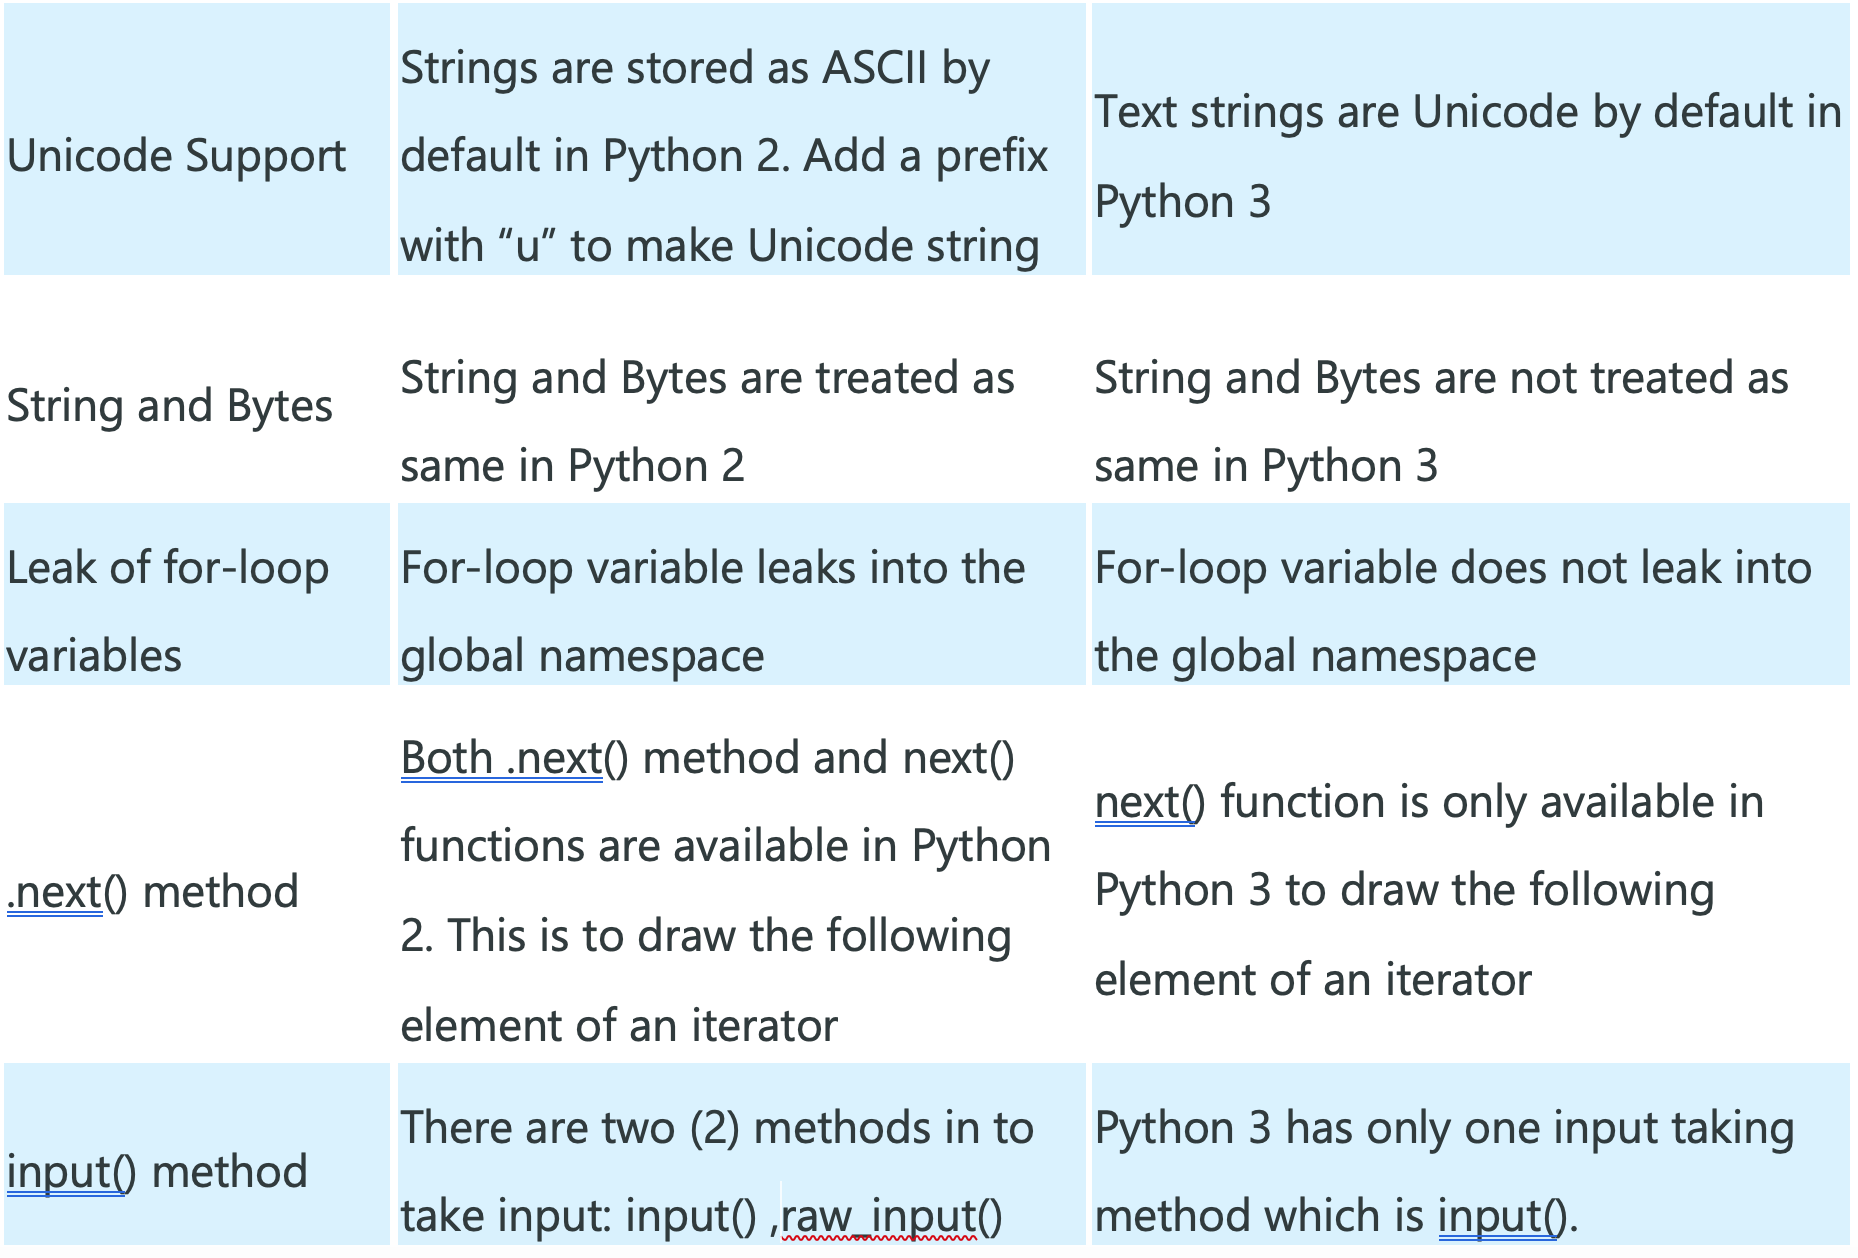 Unicode Support
Strings are stored as ASCII by
default in Python 2. Add a prefix
with “u” to make Unicode string
Text strings are Unicode by default in
Python 3
String and Bytes
String and Bytes are treated as
same in Python 2
String and Bytes are not treated as
same in Python 3
Leak of for-loop
variables
For-loop variable leaks into the
global namespace
For-loop variable does not leak into
the global namespace
.next() method
Both .next() method and next()
functions are available in Python
2. This is to draw the following
element of an iterator
next() function is only available in
Python 3 to draw the following
element of an iterator
input() method
There are two (2) methods in to
take input: input() ,raw_input()
Python 3 has only one input taking
method which is input().